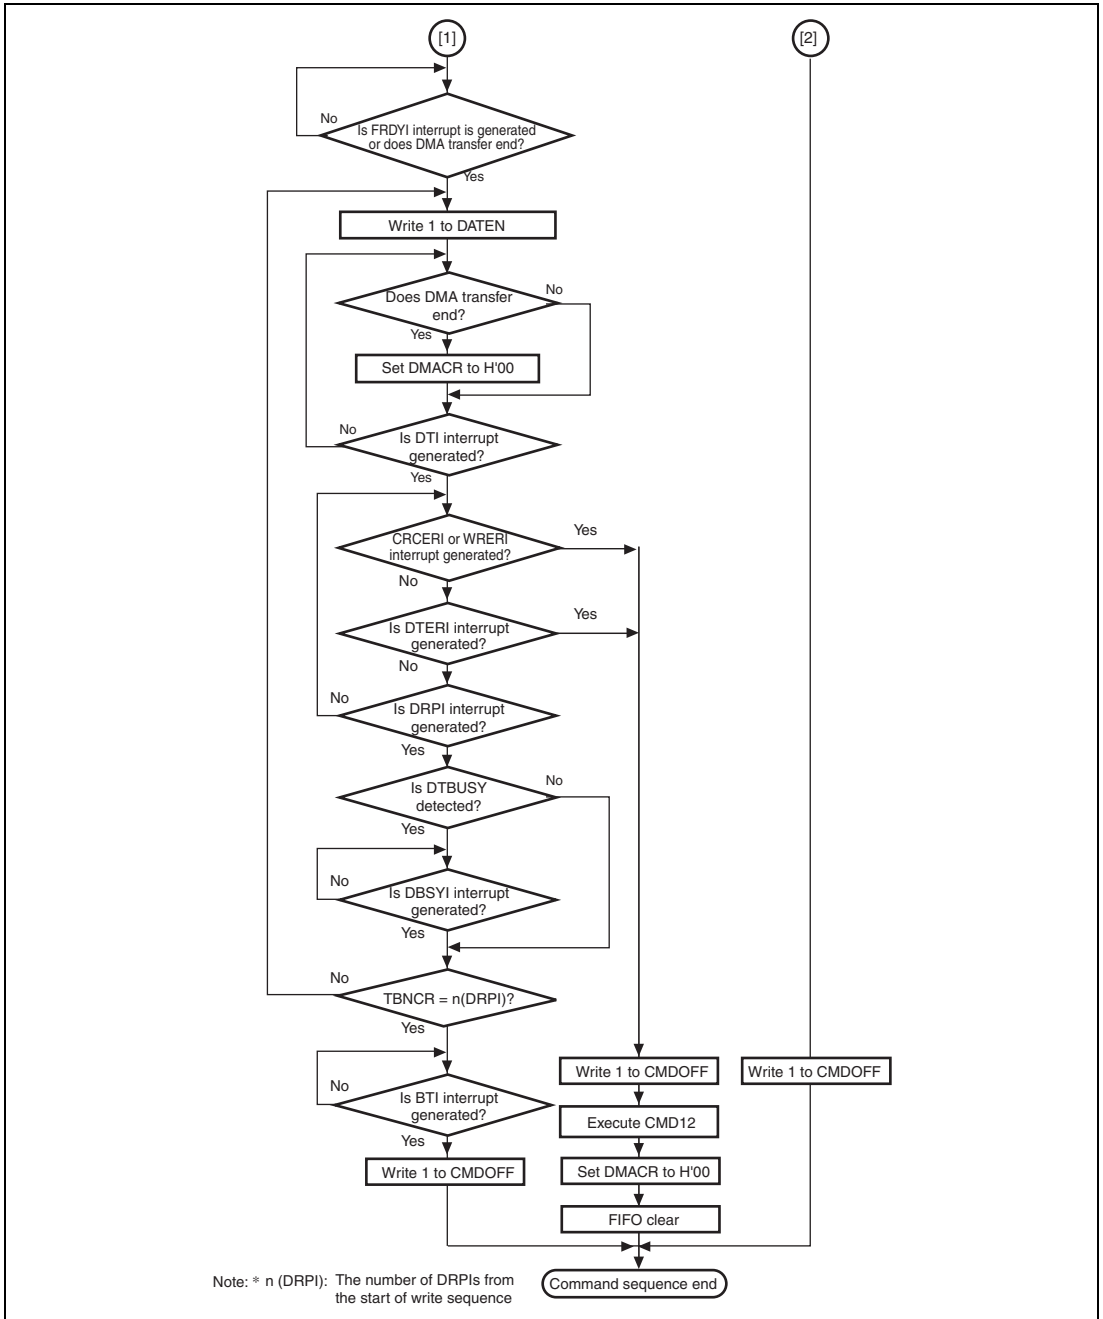 [1]
[2]
No
Is FRDYI interrupt is generated
or does DMA transfer end?
Yes
Write 1 to DATEN
Does DMA transfer
end?
No
Yes
Set DMACR to H'00
No
Is DTI interrupt
generated?
Yes
CRCERI or WRERI
interrupt generated?
Yes
No
Is DTERI interrupt
generated?
Yes
No
No
Is DRPI interrupt
generated?
Yes
Is DTBUSY
detected?
No
Yes
No
Is DBSYI interrupt
generated?
Yes
No
TBNCR = n(DRPI)?
Yes
No
Is BTI interrupt
generated?
Yes
Write 1 to CMDOFF
Write 1 to CMDOFF
Execute CMD12
Set DMACR to H'00
FIFO clear
Write 1 to CMDOFF
Command sequence end
Note: * n (DRPI): The number of DRPIs from
the start of write sequence